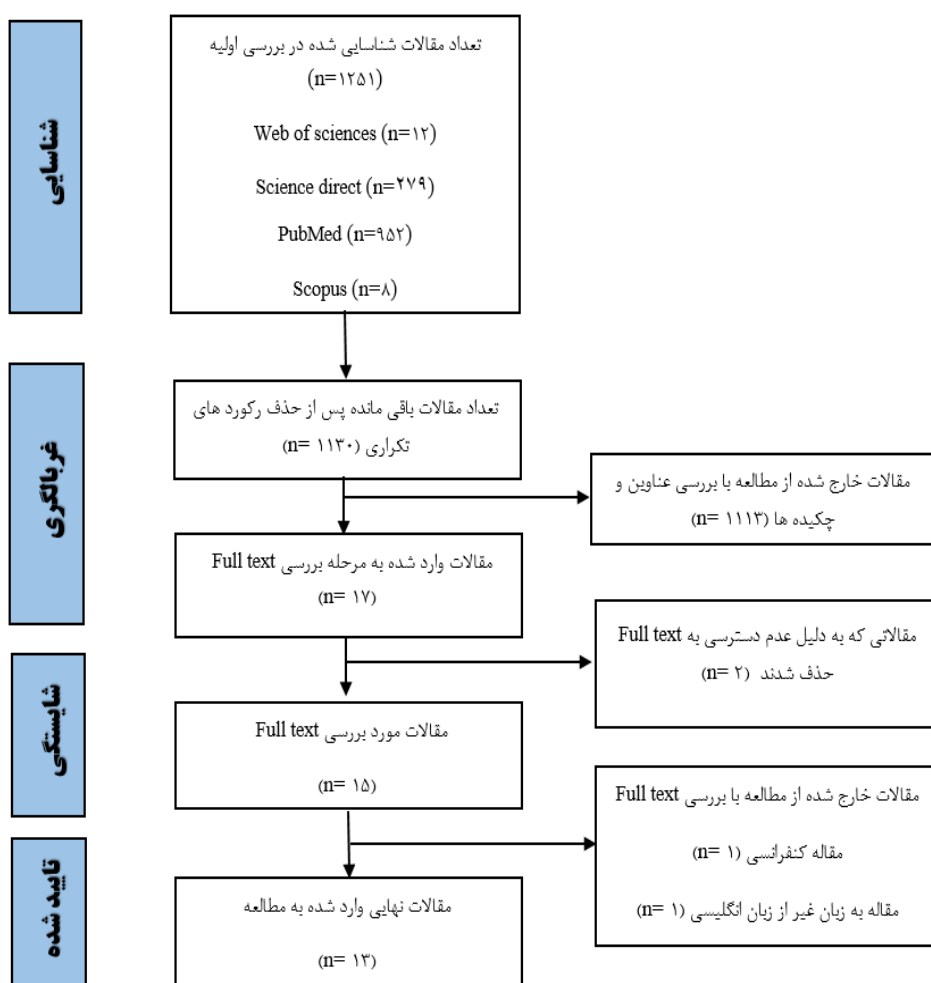 شناسایی
تعداد مقالات شناسایی شده در بررسی اولیه
(n=۱۲۵۱)
Web of sciences (n=۱۲)
Science direct (n=۲۷۹)
PubMed (n=۹۵۲)
Scopus (n=۸)
غربالگری
تعداد مقالات باقی مانده پس از حذف رکورد های
تکراری (n= ۱۱۳۰)
مقالات خارج شده از مطالعه با بررسی عناوین و
چکیده ها (n= ۱۱۱۳)
مقالات وارد شده به مرحله بررسی Full text
(n= ۱۷)
مقالاتی که به دلیل عدم دسترسی به Full text
حذف شدند (n= ۲)
شایستگی
مقالات مورد بررسی Full text
(n= ۱۵)
مقالات خارج شده از مطالعه با بررسی Full text
مقاله کنفرانسی (n= ۱)
مقاله به زبان غیر از زبان انگلیسی (n= ۱)
تایید شده
مقالات نهایی وارد شده به مطالعه
(n= ۱۳)